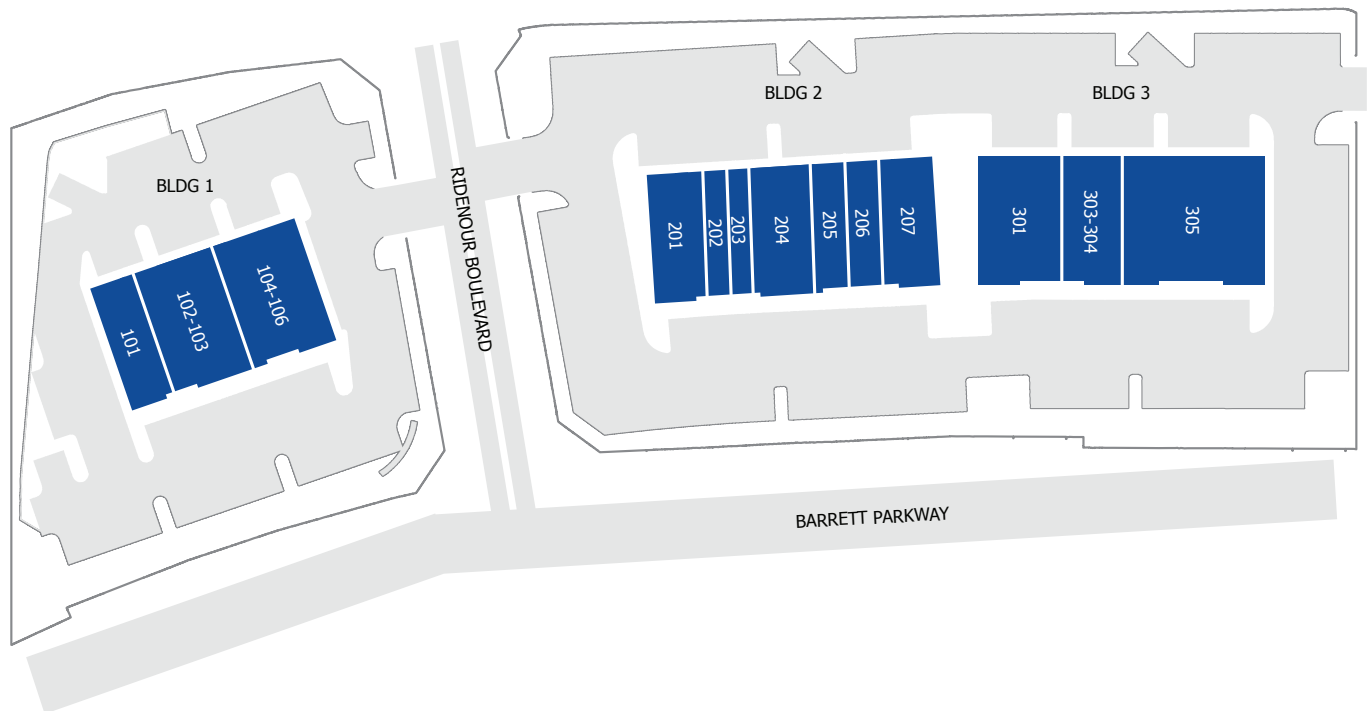 BLDG 1
101
102-103
104-106
RIDENOUR BOULEVARD
BLDG 2
201
202
203
204
205
206
207
BLDG 3
301
303-304
305
BARRETT PARKWAY